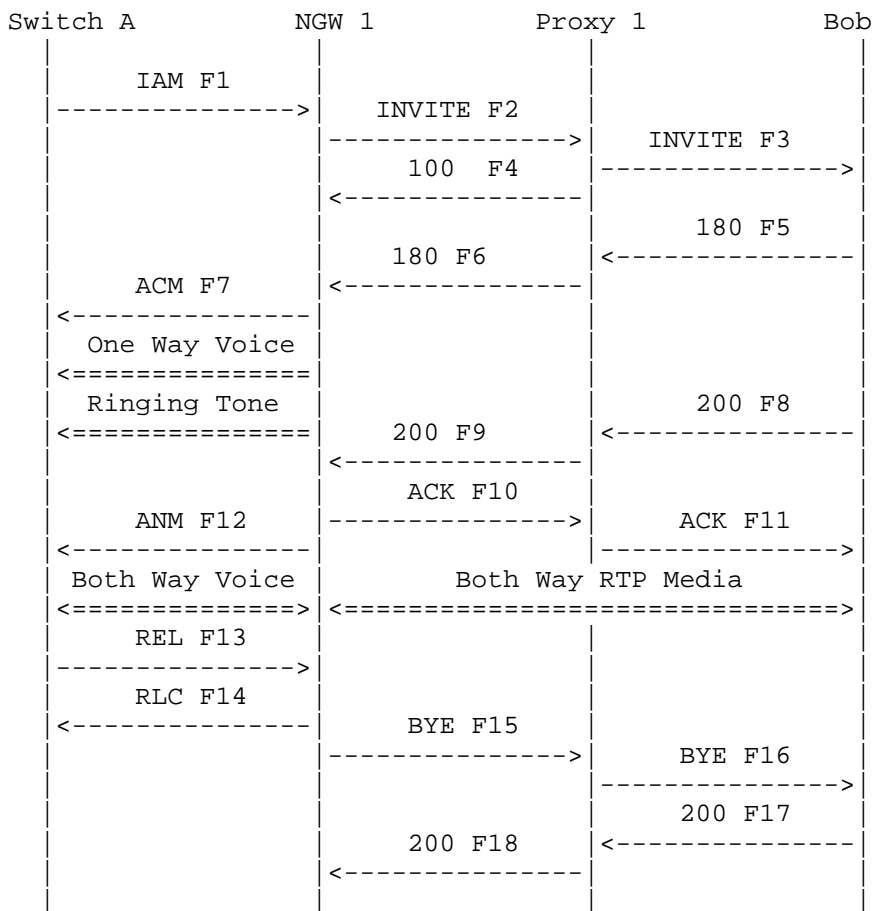 Switch A NGW 1 Proxy 1 Bob
IAM F1
INVITE F2
INVITE F3
100 F4
180 F5
180 F6
ACM F7
One Way Voice
Ringing Tone 200 F8
200 F9
ACK F10
ANM F12 ACK F11
Both Way Voice Both Way RTP Media
REL F13
RLC F14
BYE F15
BYE F16
200 F17
200 F18